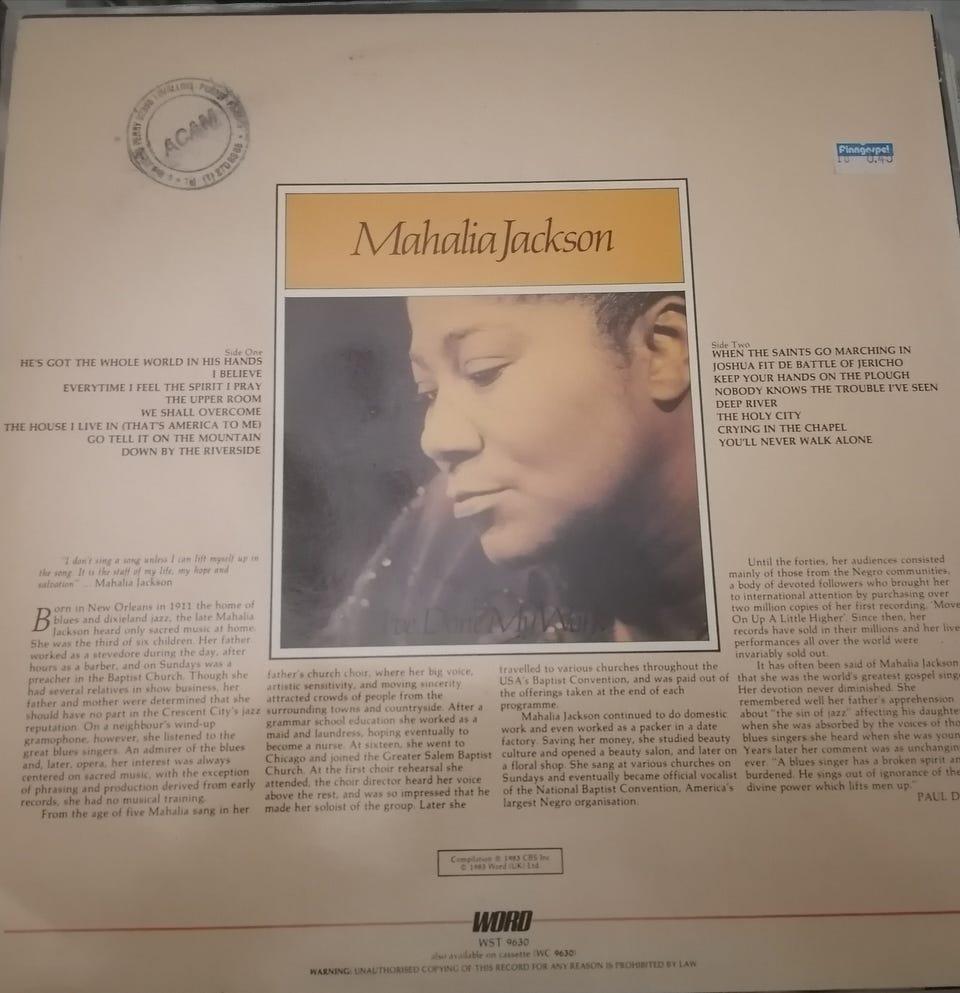 ACAM
Finngospel
Mahalia Jackson
Side One
HE'S GOT THE WHOLE WORLD IN HIS HANDS
I BELIEVE
EVERYTIME I FEEL THE SPIRIT I PRAY
THE UPPER ROOM
WE SHALL OVERCOME
THE HOUSE I LIVE IN (THAT'S AMERICA TO ME)
GO TELL IT ON THE MOUNTAIN
DOWN BY THE RIVERSIDE
Side Two
WHEN THE SAINTS GO MARCHING IN
JOSHUA FIT DE BATTLE OF JERICHO
KEEP YOUR HANDS ON THE PLOUGH
NOBODY KNOWS THE TROUBLE I'VE SEEN
DEEP RIVER
THE HOLY CITY
CRYING IN THE CHAPEL
YOU'LL NEVER WALK ALONE
I've Done My Work
"I don't sing a song unless I can lift myself up in
the song. It is the staff of my life, my hope and
salvation" ... Mahalia Jackson
Born in New Orleans in 1911 the home of
blues and dixieland jazz, the late Mahalia
Jackson heard only sacred music at home.
She was the third of six children. Her father
worked as a stevedore during the day, after
hours as a barber, and on Sundays was a
preacher in the Baptist Church. Though she
had several relatives in show business, her
father and mother were determined that she
should have no part in the Crescent City's jazz
reputation. On a neighbour's wind-up
gramophone, however, she listened to the
great blues singers. An admirer of the blues
and, later, opera, her interest was always
centered on sacred music, with the exception
of phrasing and production derived from early
records, she had no musical training.
From the age of five Mahalia sang in her
father's church choir, where her big voice,
artistic sensitivity, and moving sincerity
attracted crowds of people from the
surrounding towns and countryside. After a
grammar school education she worked as a
maid and laundress, hoping eventually to
become a nurse. At sixteen, she went to
Chicago and joined the Greater Salem Baptist
Church. At the first choir rehearsal she
attended, the choir director heard her voice
above the rest, and was so impressed that he
made her soloist of the group. Later she
travelled to various churches throughout the
USA's Baptist Convention, and was paid out of
the offerings taken at the end of each
programme.
Mahalia Jackson continued to do domestic
work and even worked as a packer in a date
factory. Saving her money, she studied beauty
culture and opened a beauty salon, and later on
a floral shop. She sang at various churches on
Sundays and eventually became official vocalist
of the National Baptist Convention, America's
largest Negro organisation.
Until the forties, her audiences consisted
mainly of those from the Negro communities,
a body of devoted followers who brought her
to international attention by purchasing over
two million copies of her first recording, 'Move
On Up A Little Higher'. Since then, her
records have sold in their millions and her live
performances all over the world were
invariably sold out.
It has often been said of Mahalia Jackson
that she was the world's greatest gospel sing
Her devotion never diminished. She
remembered well her father's apprehension
about "the sin of jazz" affecting his daughte
when she was absorbed by the voices of the
blues singers she heard when she was youn
Years later her comment was as unchangin
ever. "A blues singer has a broken spirit an
burdened. He sings out of ignorance of the
divine power which lifts men up."
PAUL D
Compilation ℗ 1983 CBS Inc
© 1983 Word (UK) Ltd.
WORD
WST 9630
also available on cassette (WC 9630)
WARNING: UNAUTHORISED COPYING OF THIS RECORD FOR ANY REASON IS PROHIBITED BY LAW